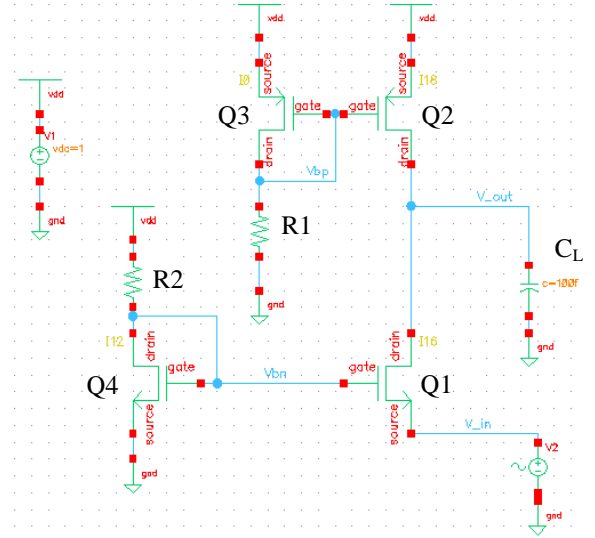 vdd
vdd
source
source
I0
I18
vdd
gate
gate
Q3
Q2
V1
drain
drain
vdc=1
Vbp
V_out
gnd
vdd
R1
CL
R2
c=100f
gnd
I12
drain
I16
drain
gnd
gate
gate
Q4
Vbn
Q1
source
source
V_in
V2
gnd
gnd